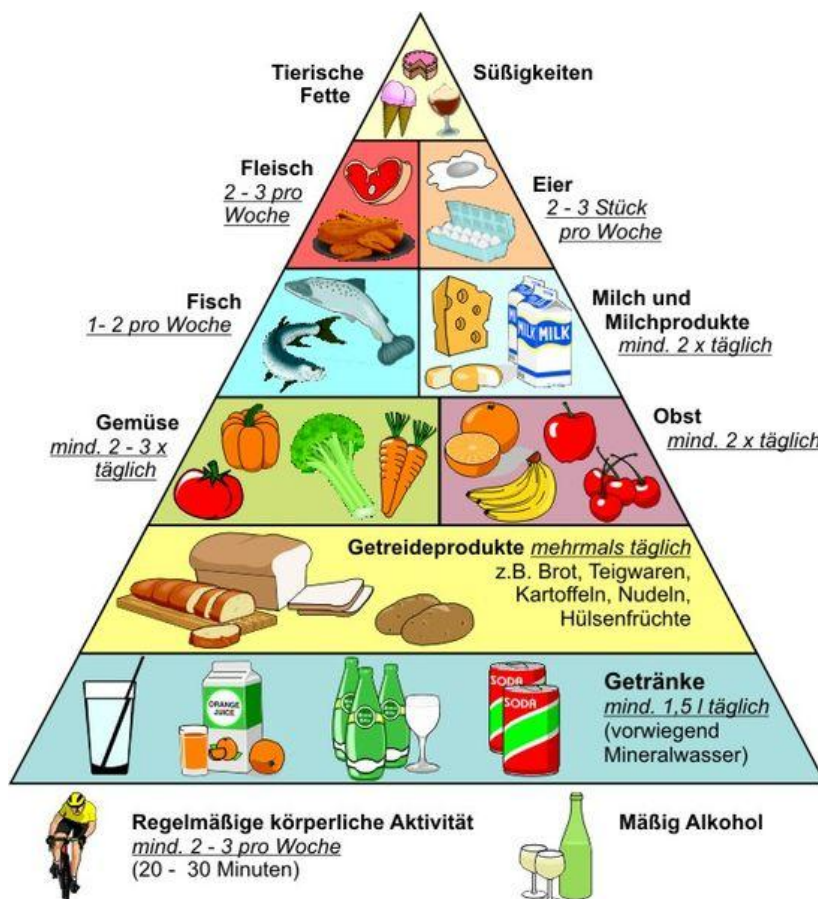 Tierische
Fette
Süßigkeiten
Fleisch
2 - 3 pro
Woche
Eier
2 - 3 Stück
pro Woche
Fisch
1- 2 pro Woche
Milch und
Milchprodukte
mind. 2 x täglich
MILK MILK
Gemüse
mind. 2 - 3 x
täglich
Obst
mind. 2 x täglich
Getreideprodukte mehrmals täglich
z.B. Brot, Teigwaren,
Kartoffeln, Nudeln,
Hülsenfrüchte
ORANGE
JUICE
SODA
SODA
Getränke
mind. 1,5 l täglich
(vorwiegend
Mineralwasser)
Regelmäßige körperliche Aktivität
mind. 2 - 3 pro Woche
(20 - 30 Minuten)
Mäßig Alkohol